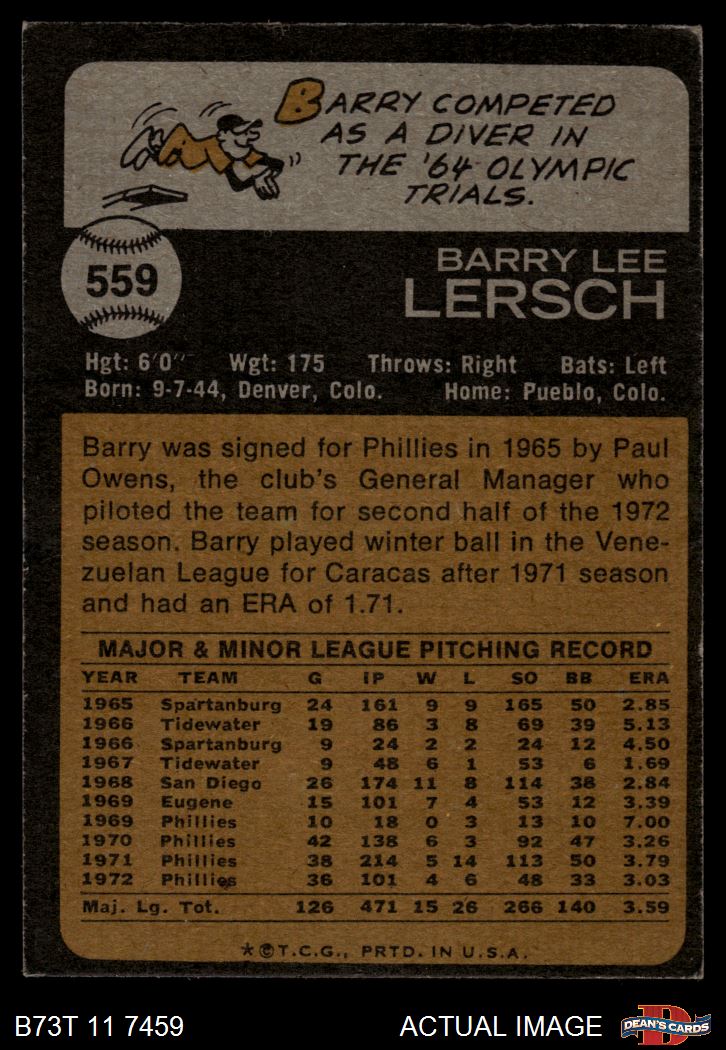 BARRY COMPETED
AS A DIVER IN
THE '64 OLYMPIC
TRIALS.
559
BARRY LEE
LERSCH
Hgt: 6'0" Wgt: 175 Throws: Right Bats: Left
Born: 9-7-44, Denver, Colo. Home: Pueblo, Colo.
Barry was signed for Phillies in 1965 by Paul
Owens, the club's General Manager who
piloted the team for second half of the 1972
season. Barry played winter ball in the Vene-
zuelan League for Caracas after 1971 season
and had an ERA of 1.71.
MAJOR & MINOR LEAGUE PITCHING RECORD
YEAR TEAM G IP W L SO BB ERA
1965 Spartanburg 24 161 9 9 165 50 2.85
1966 Tidewater 19 86 3 8 69 39 5.13
1966 Spartanburg 9 24 2 2 24 12 4.50
1967 Tidewater 9 48 6 1 53 6 1.69
1968 San Diego 26 174 11 8 114 38 2.84
1969 Eugene 15 101 7 4 53 12 3.39
1969 Phillies 10 18 0 3 13 10 7.00
1970 Phillies 42 138 6 3 92 47 3.26
1971 Phillies 38 214 5 14 113 50 3.79
1972 Phillies 36 101 4 6 48 33 3.03
Maj. Lg. Tot. 126 471 15 26 266 140 3.59
*©T.C.G., PRTD. IN U.S.A.
B73T 11 7459 ACTUAL IMAGE
D
DEAN'S CARDS